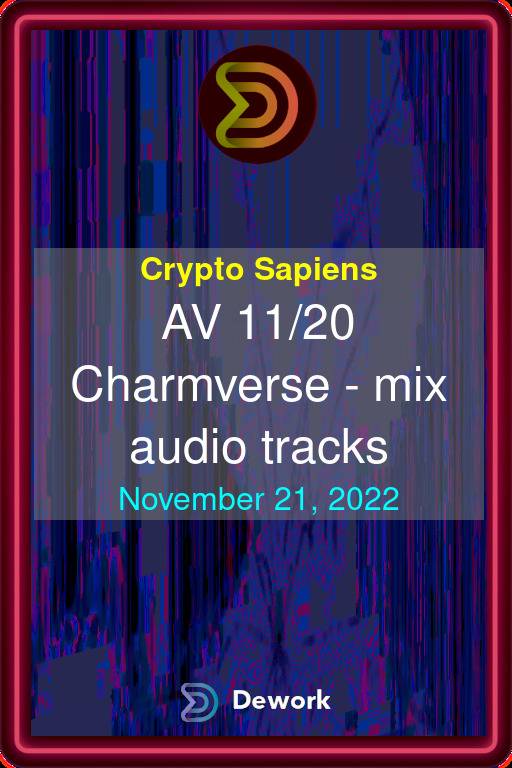 Crypto Sapiens
AV 11/20
Charmverse - mix
audio tracks
November 21, 2022
Dework